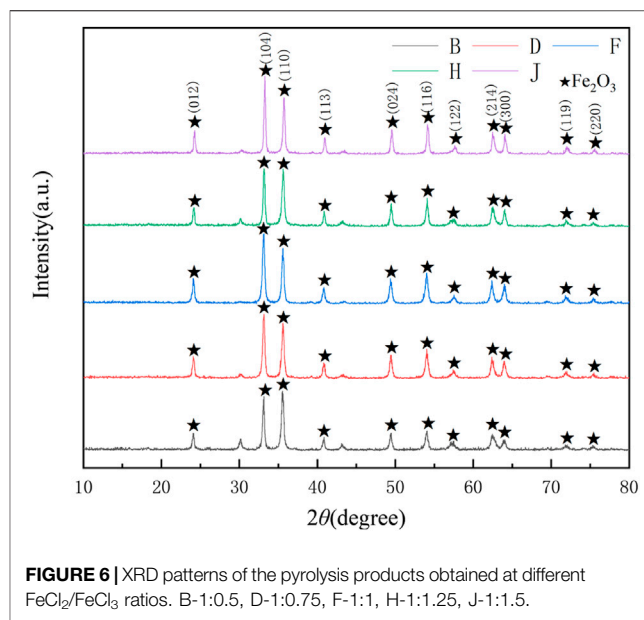 B D F
H J ★Fe₂O₃
(012) (104) (110) (113) (024) (116) (122) (214) (300) (119) (220)
Intensity(a.u.)
10 20 30 40 50 60 70 80
2θ(degree)
FIGURE 6 | XRD patterns of the pyrolysis products obtained at different
FeCl₂/FeCl₃ ratios. B-1:0.5, D-1:0.75, F-1:1, H-1:1.25, J-1:1.5.